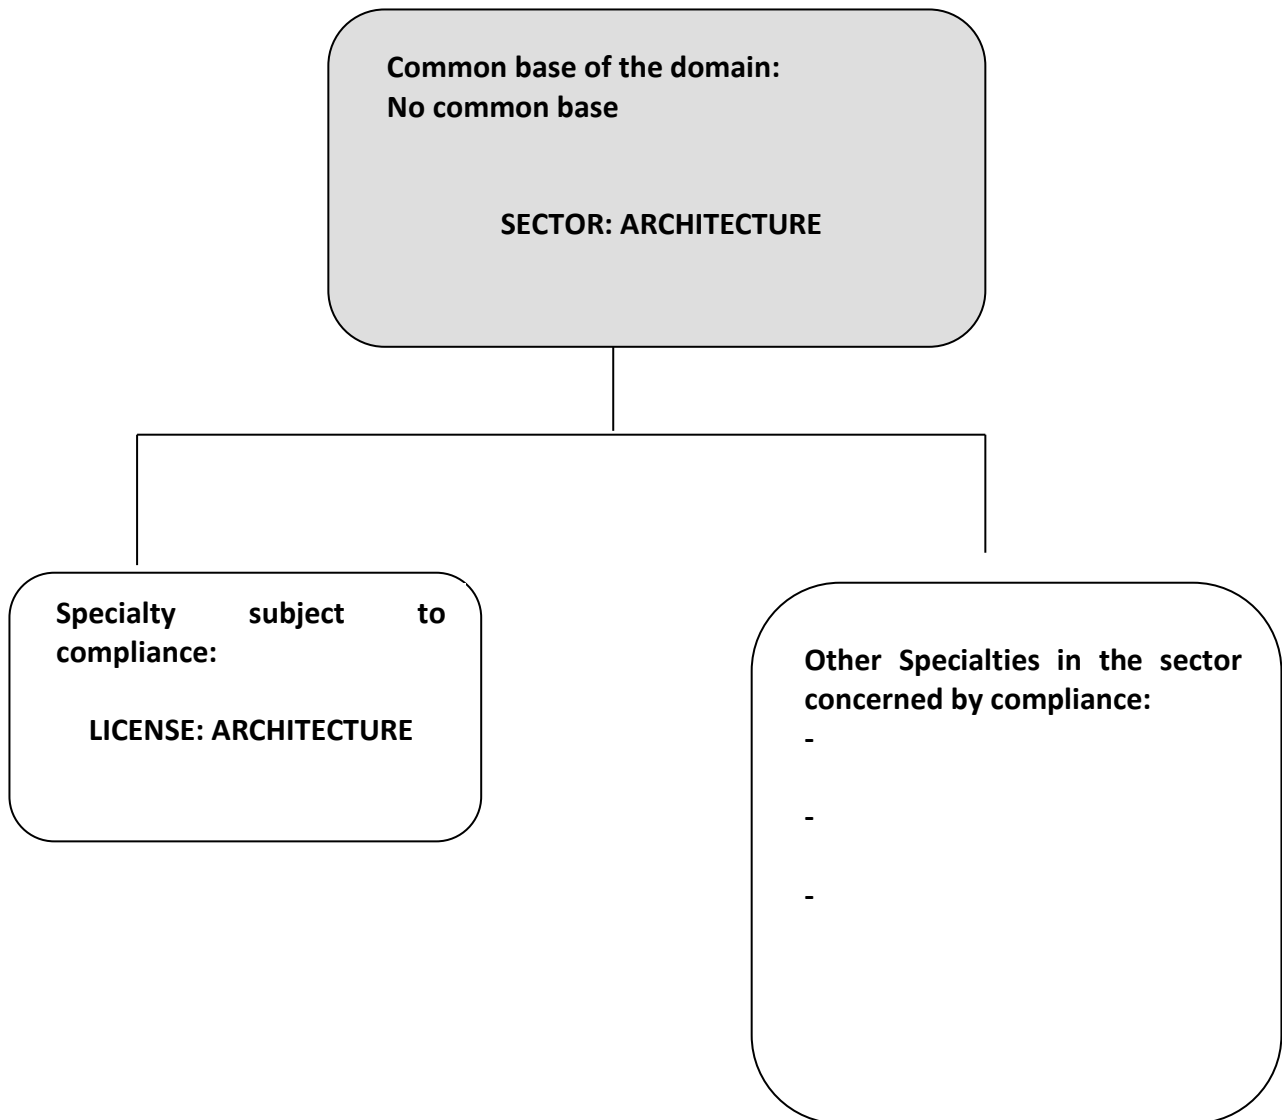 Common base of the domain:
No common base
SECTOR: ARCHITECTURE
Specialty subject to
compliance:
LICENSE: ARCHITECTURE
Other Specialties in the sector
concerned by compliance:
-
-
-